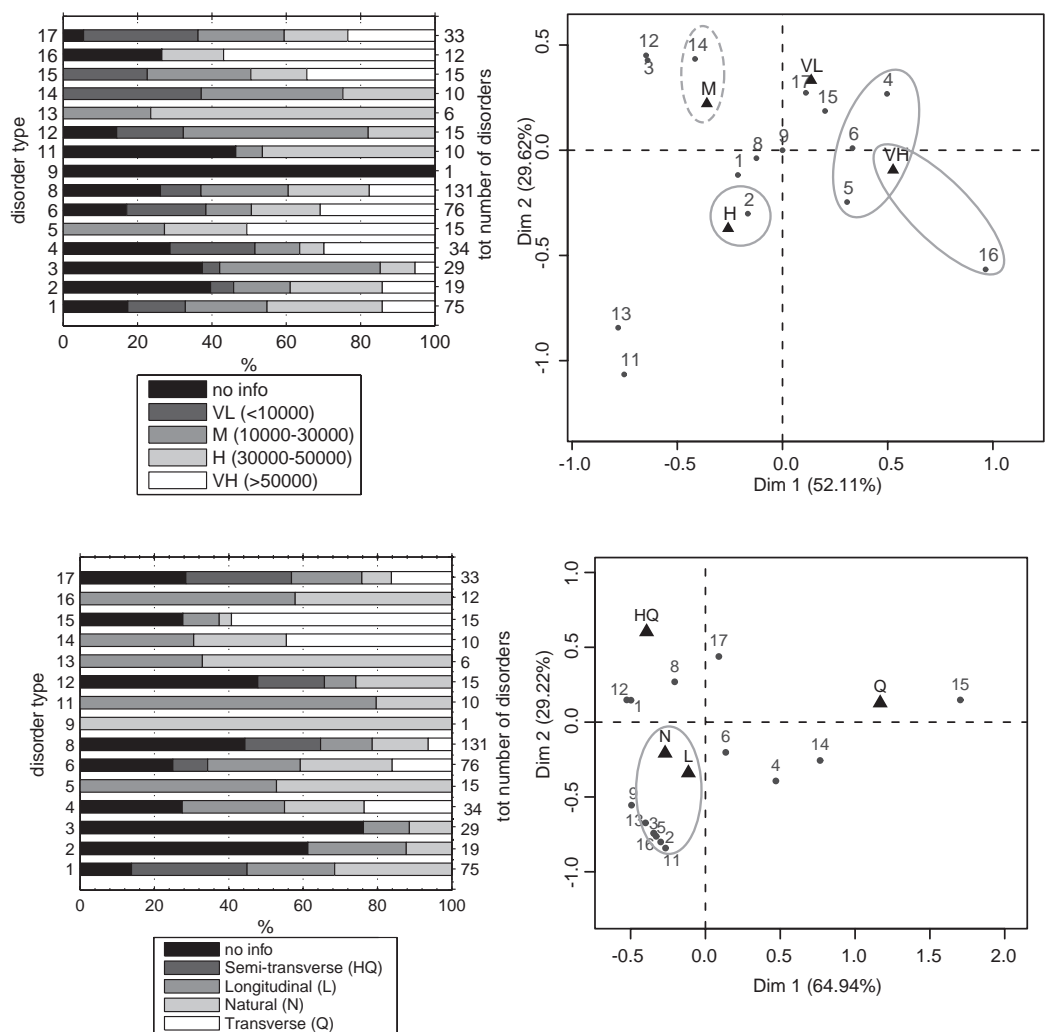 17 33
16 12
15 15
14 10
13 6
12 15
11 10
9 1
8 131
6 76
5 15
4 34
3 29
2 19
1 75
0 20 40 60 80 100
%
disorder type
tot number of disorders
no info
VL (<10000)
M (10000-30000)
H (30000-50000)
VH (>50000)
Dim 2 (29.62%)
0.5
0.0
-0.5
-1.0
12
3
14
M
VL
17
15
4
9
8
6
1
VH
2
5
H
16
13
11
-1.0 -0.5 0.0 0.5 1.0
Dim 1 (52.11%)
17 33
16 12
15 15
14 10
13 6
12 15
11 10
9 1
8 131
6 76
5 15
4 34
3 29
2 19
1 75
0 20 40 60 80 100
%
disorder type
tot number of disorders
no info
Semi-transverse (HQ)
Longitudinal (L)
Natural (N)
Transverse (Q)
Dim 2 (29.22%)
1.0
0.5
0.0
-0.5
-1.0
HQ
17
8
Q
15
12
1
N
L
6
14
4
9
13 3 5
16 2
11
-0.5 0.0 0.5 1.0 1.5 2.0
Dim 1 (64.94%)